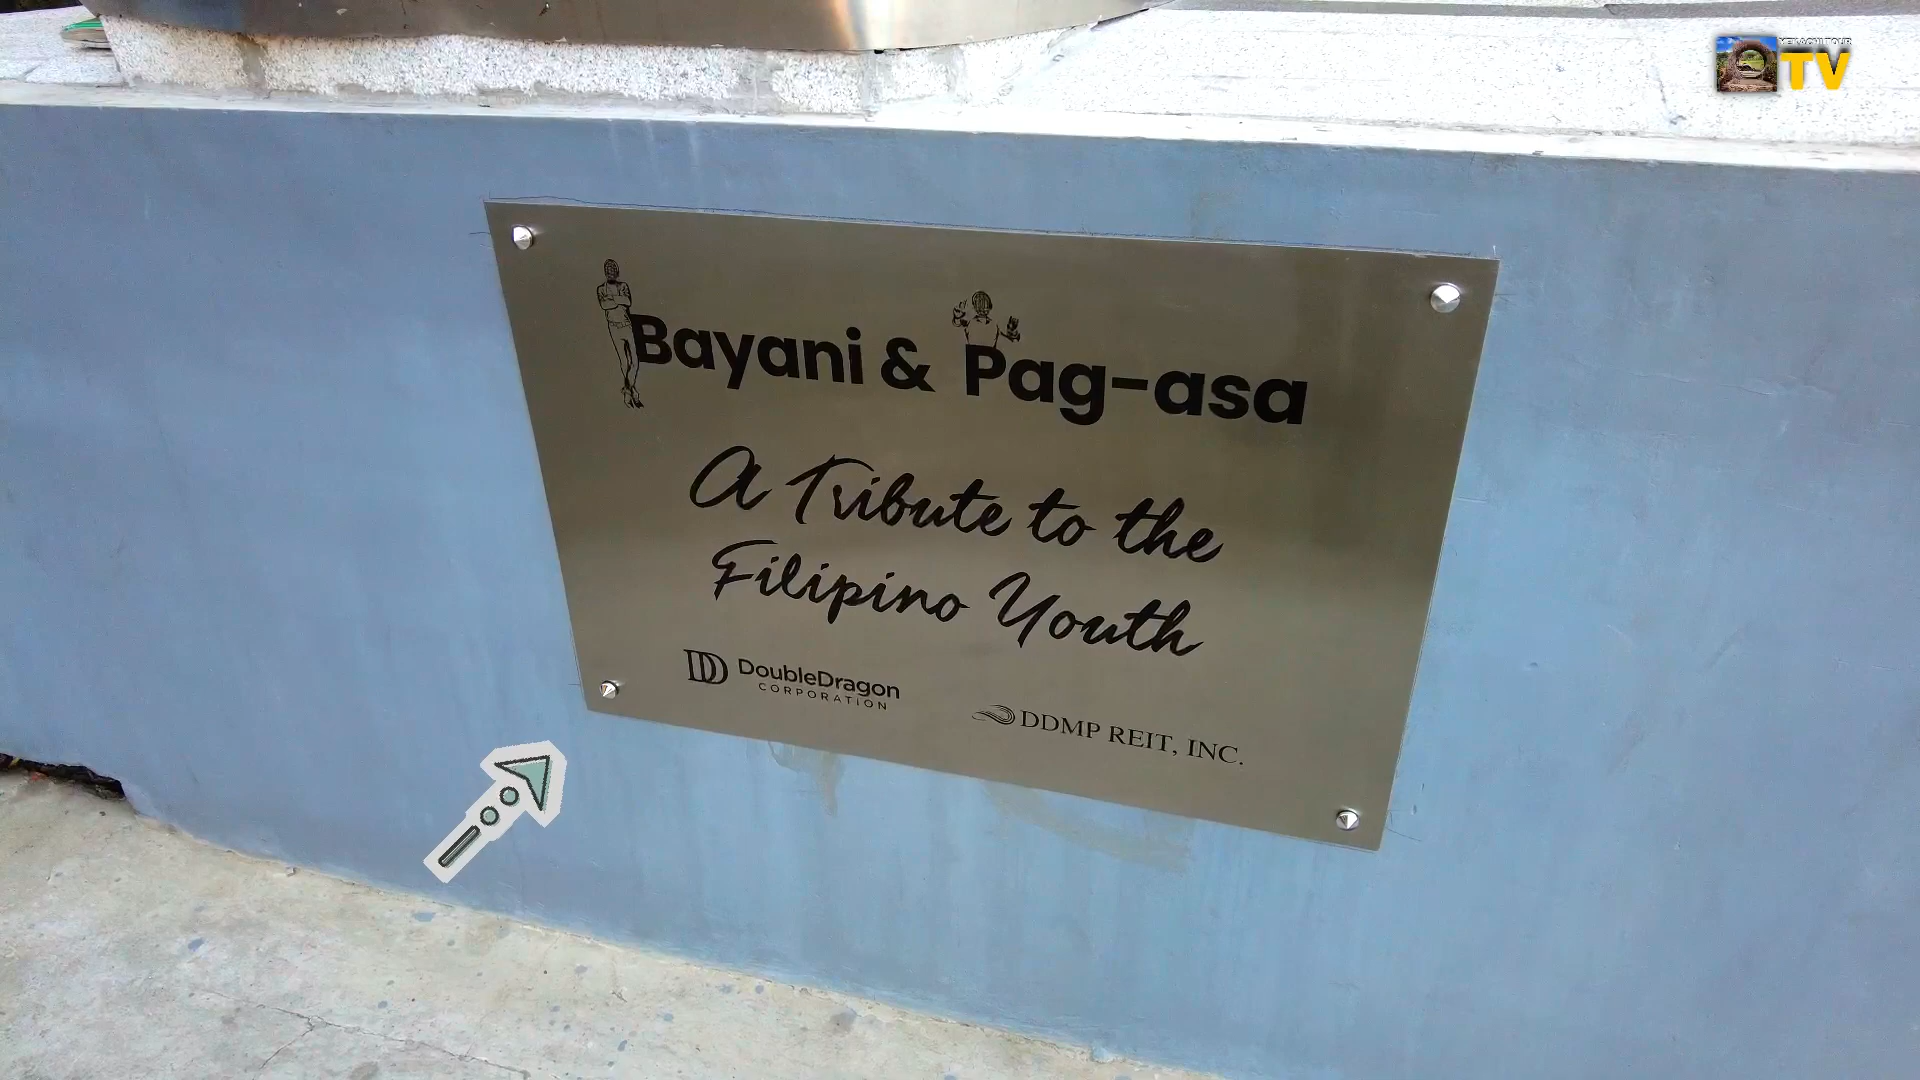 TV
Bayani & Pag-asa
A Tribute to the
Filipino Youth
DD DoubleDragon
CORPORATION
DDMP REIT, INC.